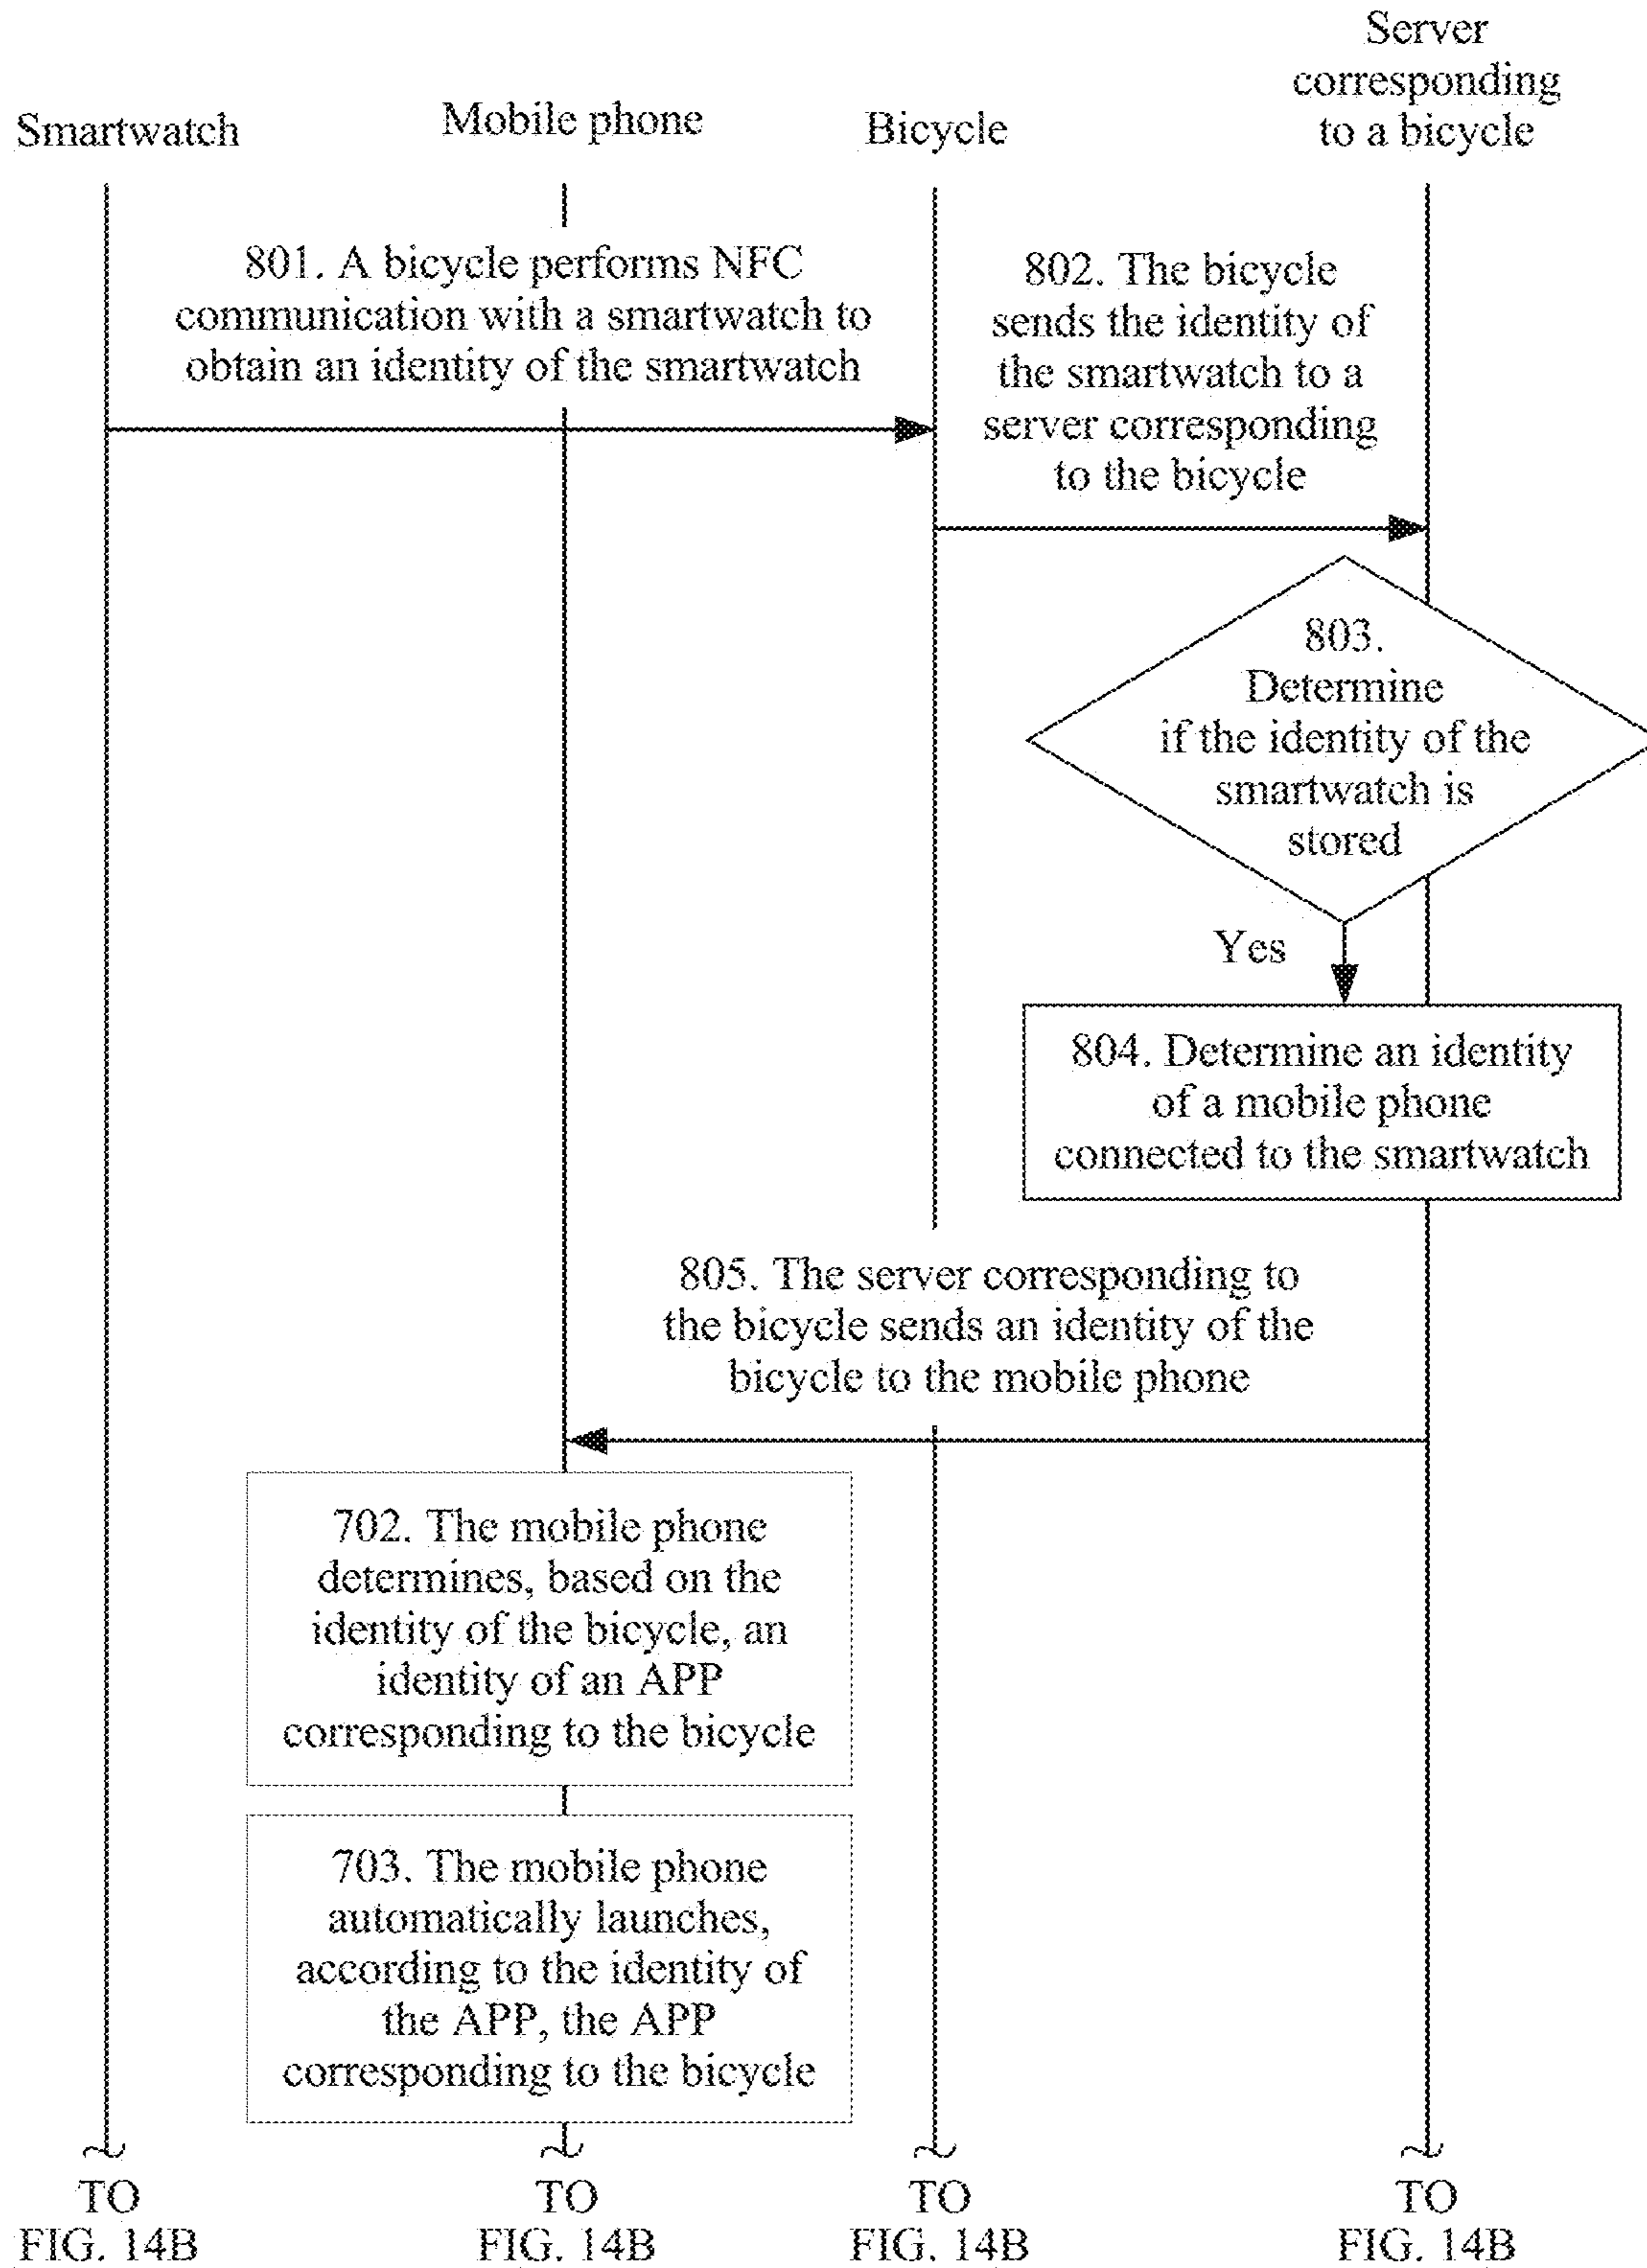 Smartwatch
Mobile phone
Bicycle
Server
corresponding
to a bicycle
801. A bicycle performs NFC
communication with a smartwatch to
obtain an identity of the smartwatch
802. The bicycle
sends the identity of
the smartwatch to a
server corresponding
to the bicycle
803.
Determine
if the identity of the
smartwatch is
stored
Yes
804. Determine an identity
of a mobile phone
connected to the smartwatch
805. The server corresponding to
the bicycle sends an identity of the
bicycle to the mobile phone
702. The mobile phone
determines, based on the
identity of the bicycle, an
identity of an APP
corresponding to the bicycle
703. The mobile phone
automatically launches,
according to the identity of
the APP, the APP
corresponding to the bicycle
TO
FIG. 14B
TO
FIG. 14B
TO
FIG. 14B
TO
FIG. 14B